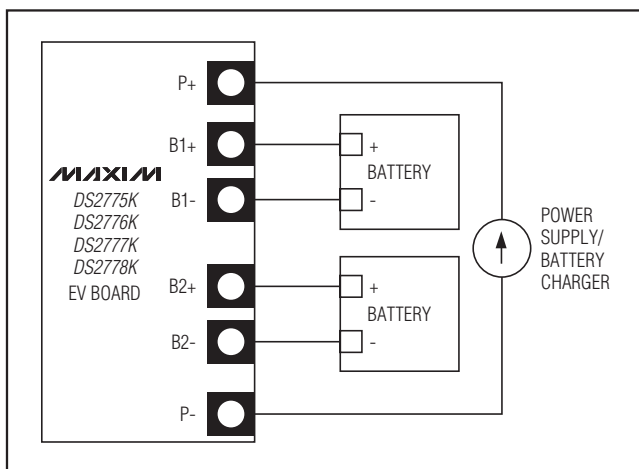 P+
B1+
B1-
MAXIM
DS2775K
DS2776K
DS2777K
DS2778K
EV BOARD
B2+
B2-
P-
+
BATTERY
-
+
BATTERY
-
POWER
SUPPLY/
BATTERY
CHARGER